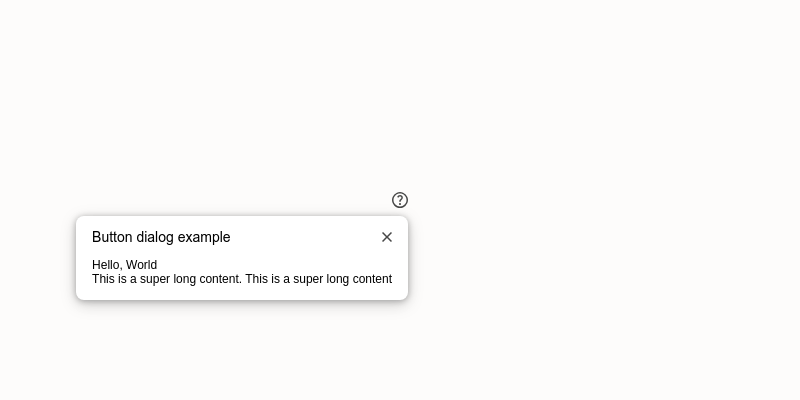 Button dialog example
Hello, World
This is a super long content. This is a super long content